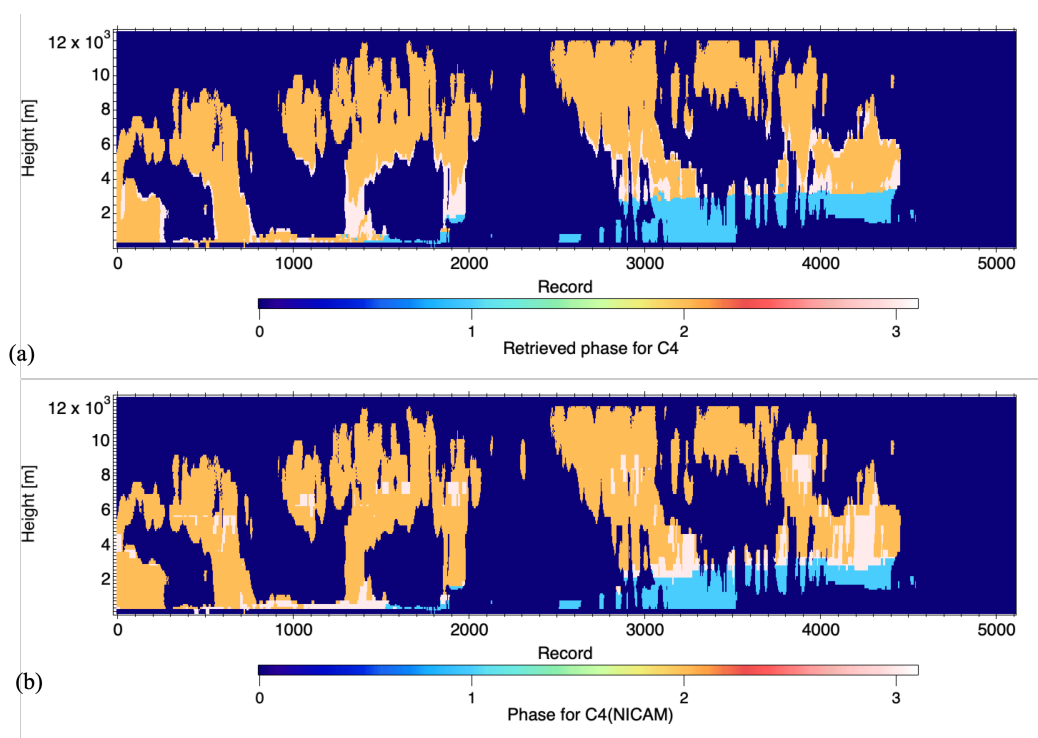 12 x 10³
10
8
6
4
2
Height [m]
0 1000 2000 3000 4000 5000
Record
0 1 2 3
Retrieved phase for C4
(a)
12 x 10³
10
8
6
4
2
Height [m]
0 1000 2000 3000 4000 5000
Record
0 1 2 3
Phase for C4(NICAM)
(b)